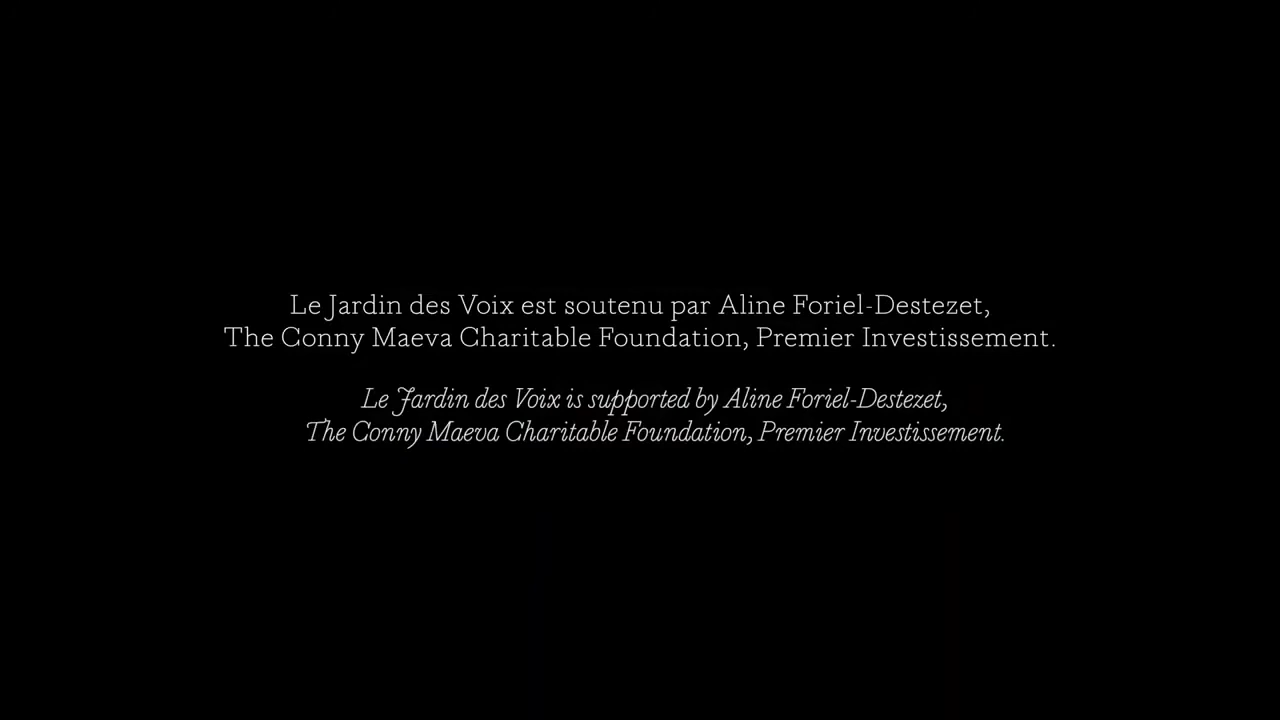 Le Jardin des Voix est soutenu par Aline Foriel-Destezet,
The Conny Maeva Charitable Foundation, Premier Investissement.
Le Jardin des Voix is supported by Aline Foriel-Destezet,
The Conny Maeva Charitable Foundation, Premier Investissement.